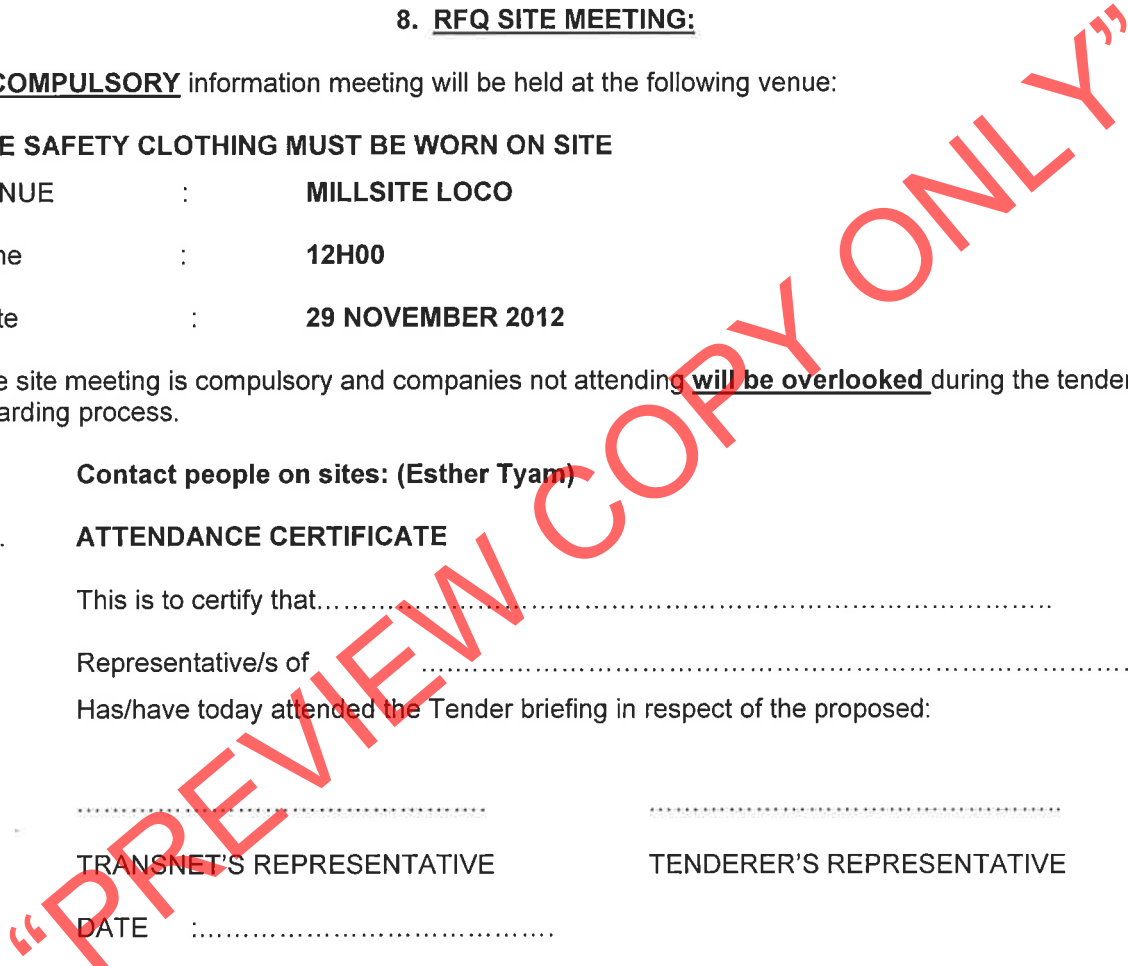 8. RFQ SITE MEETING:
COMPULSORY information meeting will be held at the following venue:
E SAFETY CLOTHING MUST BE WORN ON SITE
NUE : MILLSITE LOCO
ne : 12H00
te : 29 NOVEMBER 2012
e site meeting is compulsory and companies not attending will be overlooked during the tender
arding process.
Contact people on sites: (Esther Tyam)
. ATTENDANCE CERTIFICATE
This is to certify that……………………………………………………………………….
Representative/s of ……………………………………………………………………….
Has/have today attended the Tender briefing in respect of the proposed:
………………………………………. ……………………………………….
TRANSNET'S REPRESENTATIVE TENDERER'S REPRESENTATIVE
DATE :………………………………….
“PREVIEW COPY ONLY”